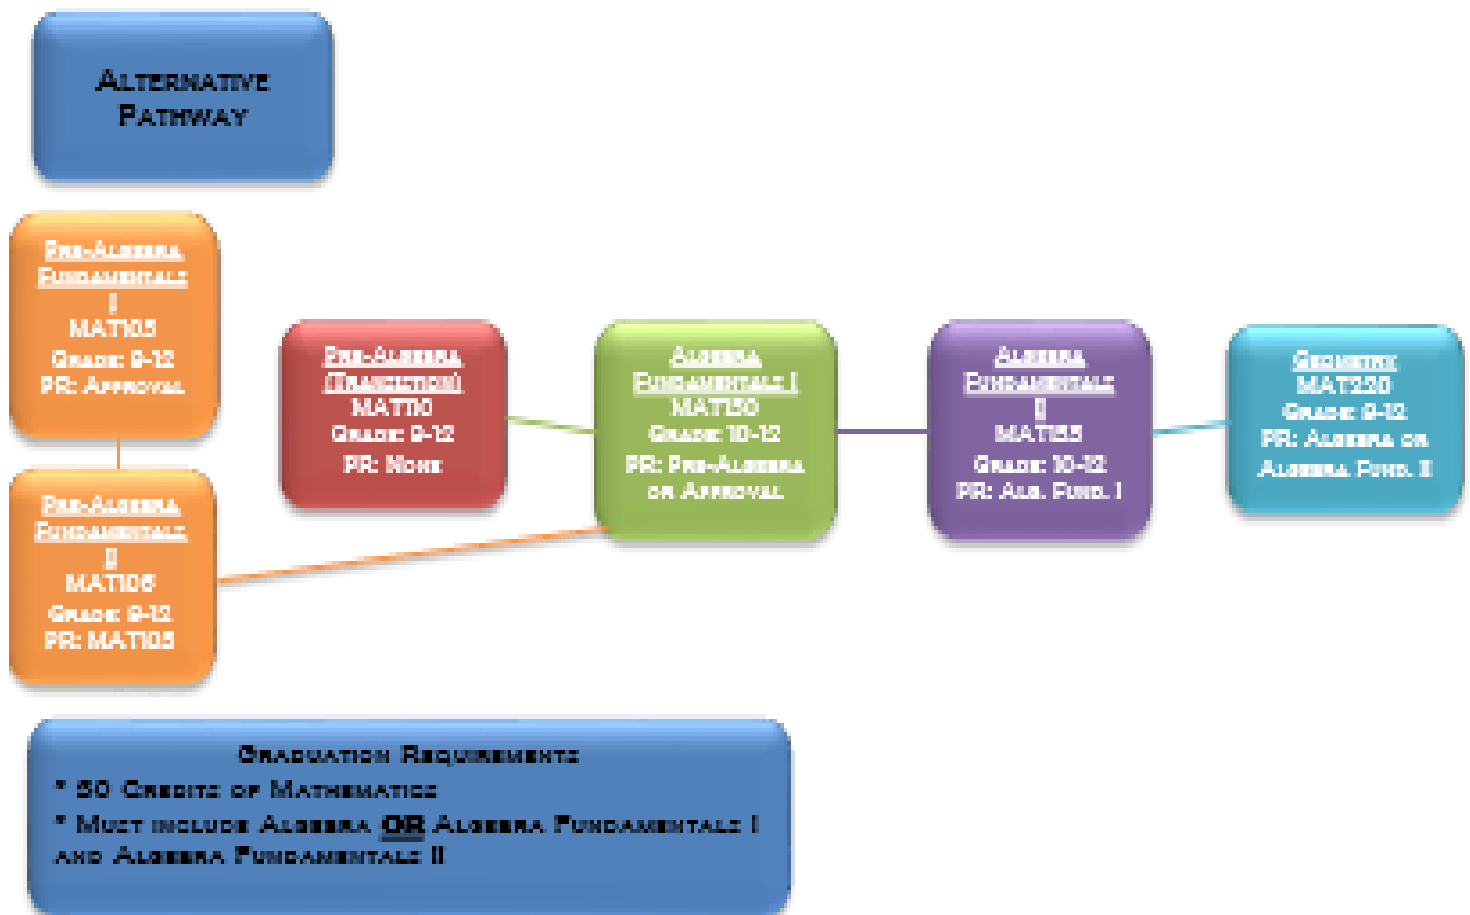 ALTERNATIVE
PATHWAY
PRE-ALGEBRA
FUNDAMENTALS
I
MAT105
GRADE: 9-12
PR: APPROVAL
PRE-ALGEBRA
FUNDAMENTALS
II
MAT106
GRADE: 9-12
PR: MAT105
PRE-ALGEBRA
(TRANSITION)
MAT110
GRADE: 9-12
PR: NONE
ALGEBRA
FUNDAMENTALS I
MAT150
GRADE: 10-12
PR: PRE-ALGEBRA
OR APPROVAL
ALGEBRA
FUNDAMENTALS
II
MAT155
GRADE: 10-12
PR: ALG. FUND. I
GEOMETRY
MAT220
GRADE: 9-12
PR: ALGEBRA OR
ALGEBRA FUND. II
GRADUATION REQUIREMENTS
* 30 CREDITS OF MATHEMATICS
* MUST INCLUDE ALGEBRA OR ALGEBRA FUNDAMENTALS I
AND ALGEBRA FUNDAMENTALS II